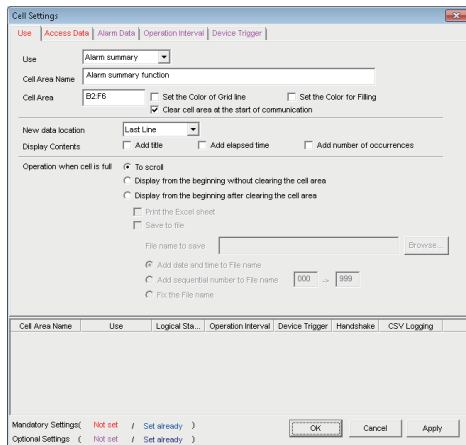 Cell Settings
Use Access Data Alarm Data Operation Interval Device Trigger
Use Alarm summary
Cell Area Name Alarm summary function
Cell Area B2:F6 Set the Color of Grid line Set the Color for Filling
Clear cell area at the start of communication
New data location Last Line
Display Contents Add title Add elapsed time Add number of occurrences
Operation when cell is full To scroll
Display from the beginning without clearing the cell area
Display from the beginning after clearing the cell area
Print the Excel sheet
Save to file
File name to save Browse...
Add date and time to File name
Add sequential number to File name 000 -> 999
Fix the File name
Cell Area Name Use Logical Sta... Operation Interval Device Trigger Handshake CSV Logging
Mandatory Settings( Not set / Set already )
Optional Settings ( Not set / Set already )
OK Cancel Apply